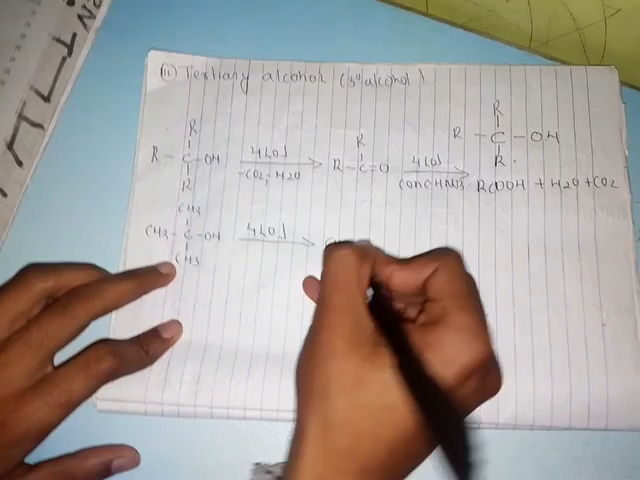 (ii) Tertiary alcohol (3° alcohol)
R
R - C - OH
R
4[O]
-CO2, -H2O
R
R - C = O
4[O]
conc HNO3
R
R - C - OH
R.
RCOOH + H2O + CO2
CH3
CH3 - C - OH
CH3
4[O]